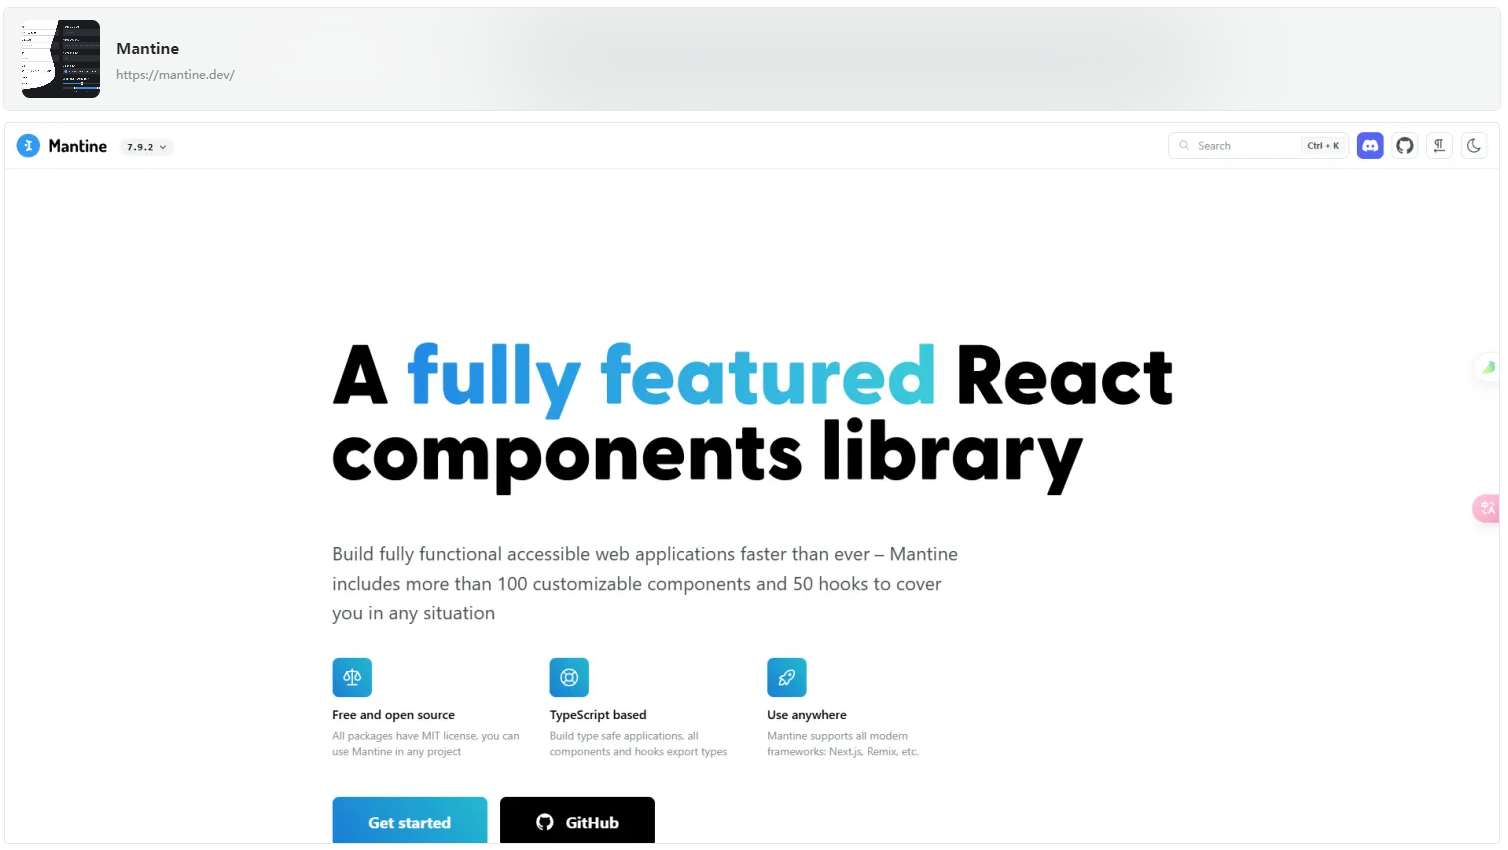 Mantine
https://mantine.dev/
Mantine 7.9.2
Search Ctrl + K
A fully featured React
components library
Build fully functional accessible web applications faster than ever – Mantine
includes more than 100 customizable components and 50 hooks to cover
you in any situation
Free and open source
All packages have MIT license, you can
use Mantine in any project
TypeScript based
Build type safe applications, all
components and hooks export types
Use anywhere
Mantine supports all modern
frameworks: Next.js, Remix, etc.
Get started
GitHub